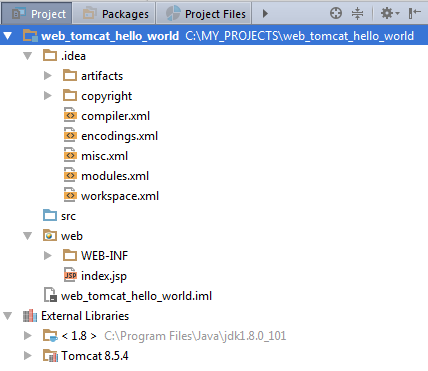 Project Packages Project Files
web_tomcat_hello_world C:\MY_PROJECTS\web_tomcat_hello_world
.idea
artifacts
copyright
compiler.xml
encodings.xml
misc.xml
modules.xml
workspace.xml
src
web
WEB-INF
JSP index.jsp
web_tomcat_hello_world.iml
External Libraries
< 1.8 > C:\Program Files\Java\jdk1.8.0_101
Tomcat 8.5.4